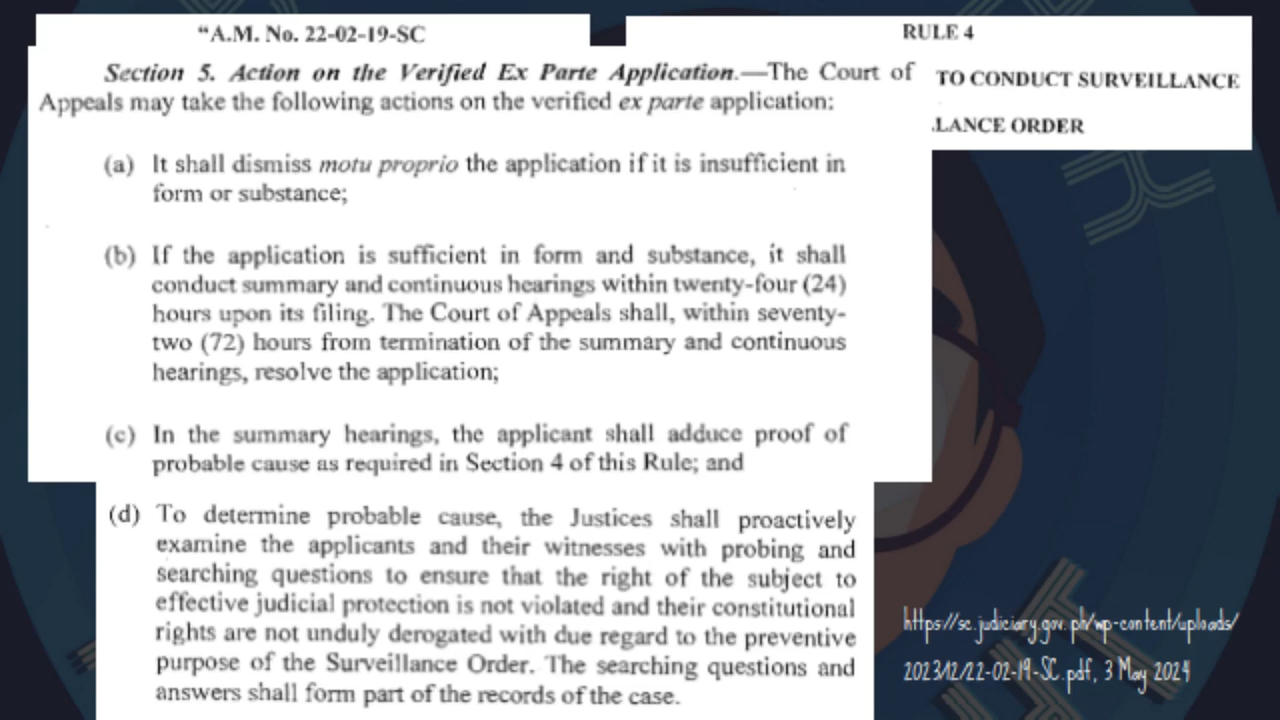 “A.M. No. 22-02-19-SC
RULE 4
TO CONDUCT SURVEILLANCE
LANCE ORDER
Section 5. Action on the Verified Ex Parte Application.—The Court of
Appeals may take the following actions on the verified ex parte application:
(a) It shall dismiss motu proprio the application if it is insufficient in
form or substance;
(b) If the application is sufficient in form and substance, it shall
conduct summary and continuous hearings within twenty-four (24)
hours upon its filing. The Court of Appeals shall, within seventy-
two (72) hours from termination of the summary and continuous
hearings, resolve the application;
(c) In the summary hearings, the applicant shall adduce proof of
probable cause as required in Section 4 of this Rule; and
(d) To determine probable cause, the Justices shall proactively
examine the applicants and their witnesses with probing and
searching questions to ensure that the right of the subject to
effective judicial protection is not violated and their constitutional
rights are not unduly derogated with due regard to the preventive
purpose of the Surveillance Order. The searching questions and
answers shall form part of the records of the case.
https://sc.judiciary.gov.ph/wp-content/uploads/
2023/12/22-02-19-SC.pdf, 3 May 2024